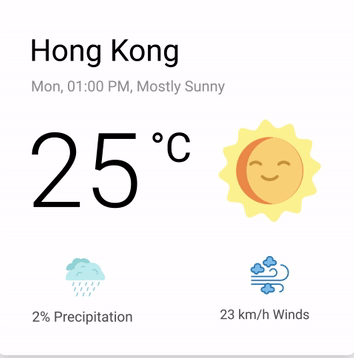 Hong Kong
Mon, 01:00 PM, Mostly Sunny
25 °C
2% Precipitation
23 km/h Winds